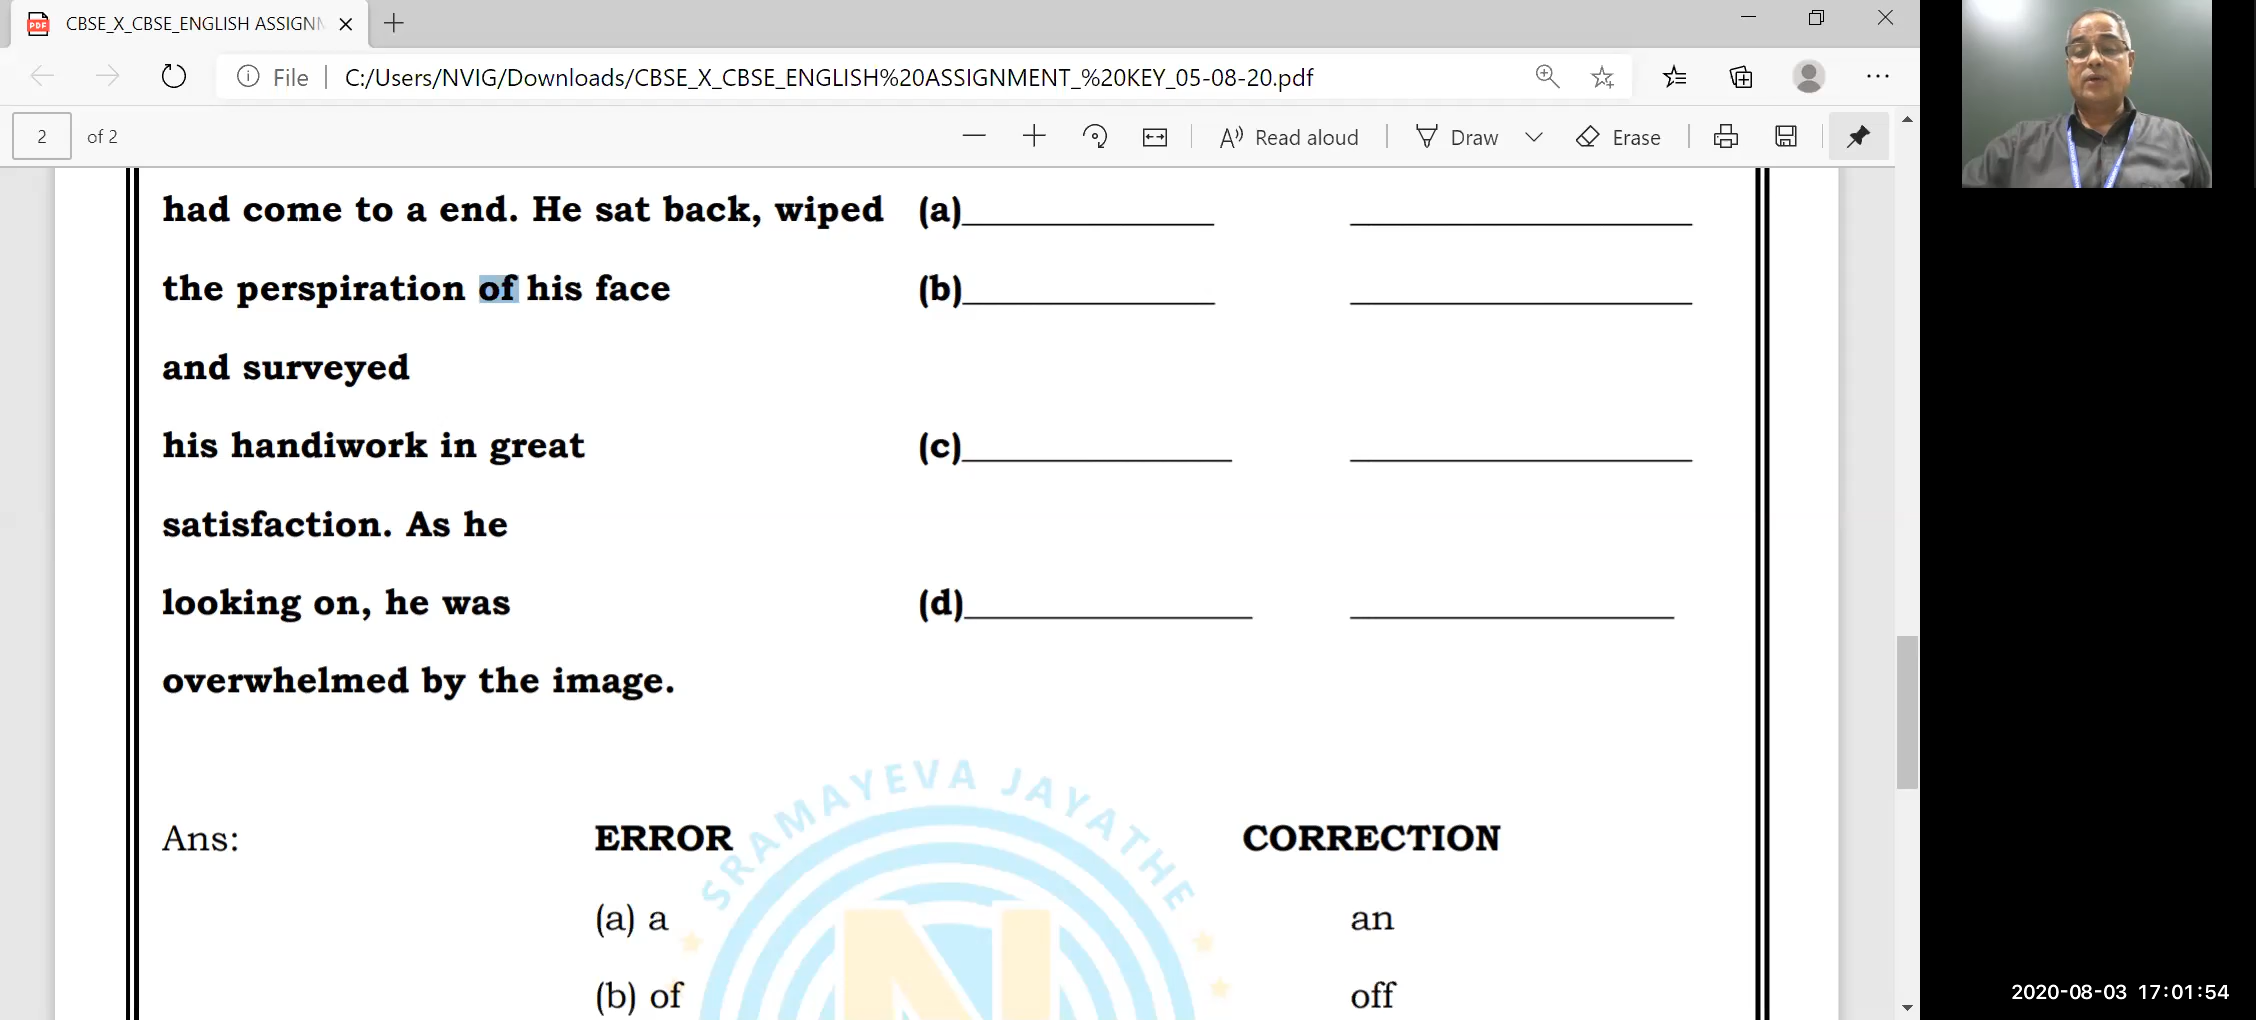 CBSE_X_CBSE_ENGLISH ASSIGNM
File C:/Users/NVIG/Downloads/CBSE_X_CBSE_ENGLISH%20ASSIGNMENT_%20KEY_05-08-20.pdf
2 of 2 Read aloud Draw Erase
had come to a end. He sat back, wiped (a)
the perspiration of his face (b)
and surveyed
his handiwork in great (c)
satisfaction. As he
looking on, he was (d)
overwhelmed by the image.
SRAMAYEVA JAYATHE
Ans: ERROR CORRECTION
(a) a an
(b) of off
N
2020-08-03 17:01:54